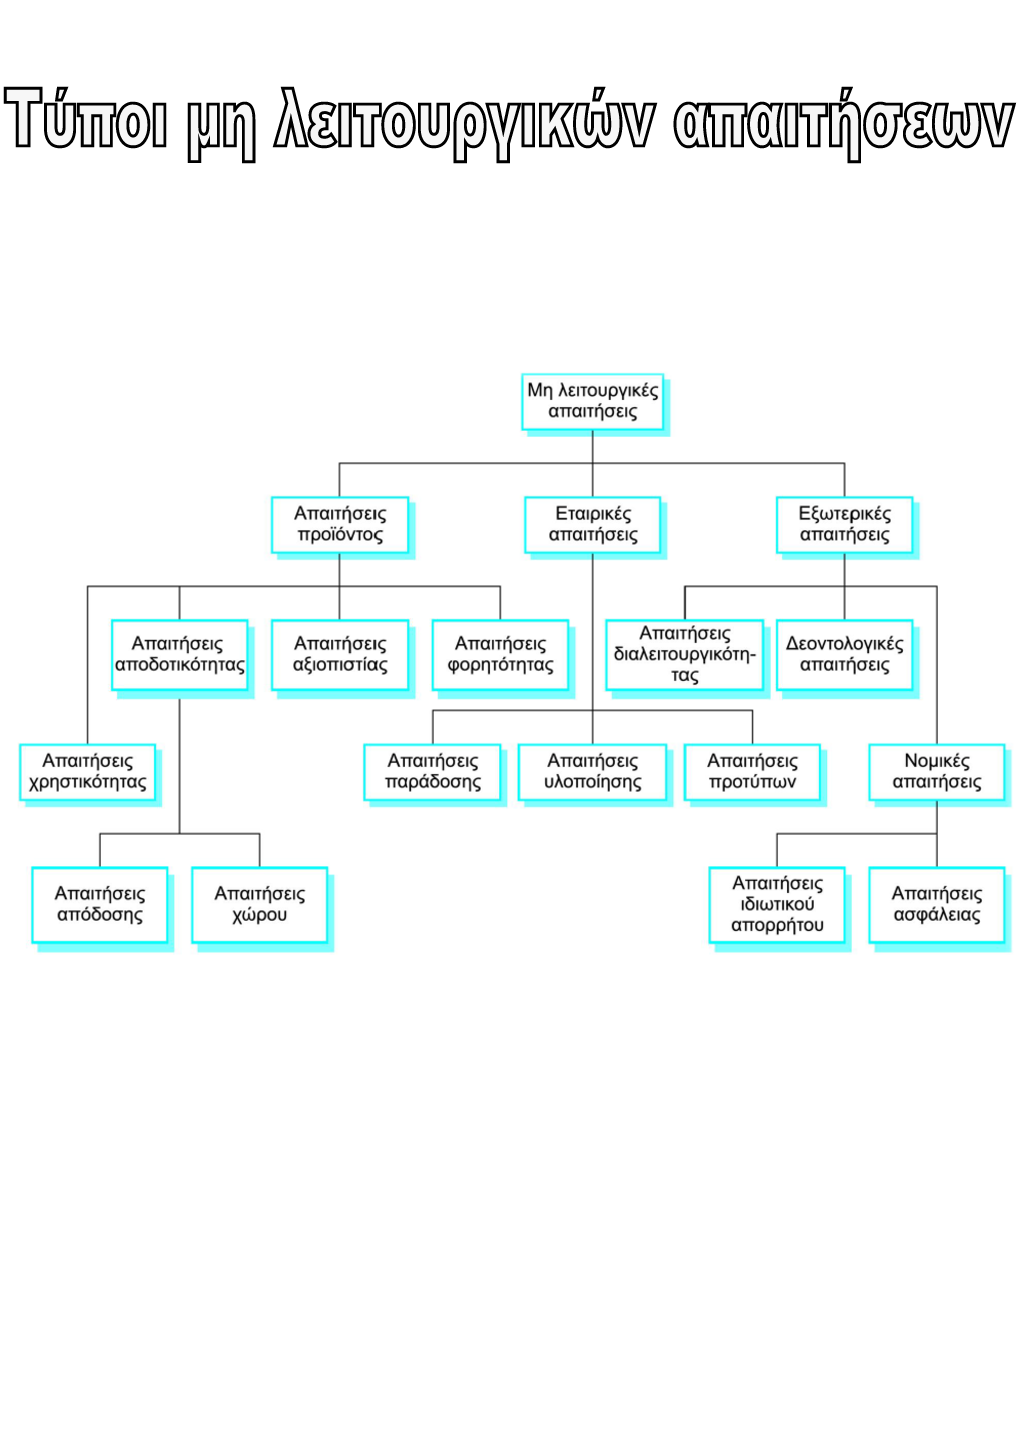 Τύποι μη λειτουργικών απαιτήσεων
Μη λειτουργικές
απαιτήσεις
Απαιτήσεις
προϊόντος
Εταιρικές
απαιτήσεις
Εξωτερικές
απαιτήσεις
Απαιτήσεις
αποδοτικότητας
Απαιτήσεις
αξιοπιστίας
Απαιτήσεις
φορητότητας
Απαιτήσεις
διαλειτουργικότη-
τας
Δεοντολογικές
απαιτήσεις
Απαιτήσεις
χρηστικότητας
Απαιτήσεις
παράδοσης
Απαιτήσεις
υλοποίησης
Απαιτήσεις
προτύπων
Νομικές
απαιτήσεις
Απαιτήσεις
απόδοσης
Απαιτήσεις
χώρου
Απαιτήσεις
ιδιωτικού
απορρήτου
Απαιτήσεις
ασφάλειας